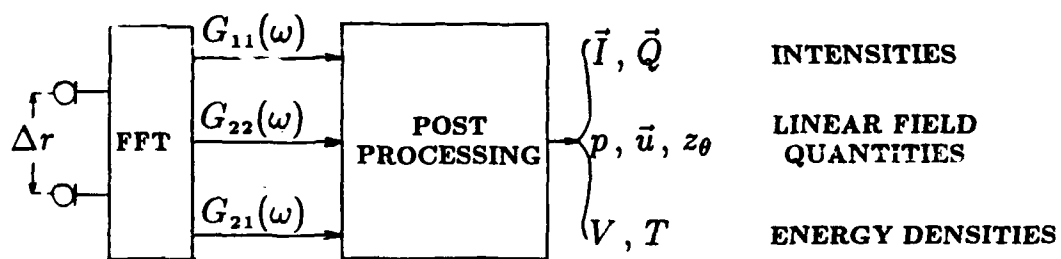 G₁₁(ω)
I⃗ , Q⃗ INTENSITIES
Δr FFT G₂₂(ω) POST PROCESSING p , u⃗ , z_θ LINEAR FIELD QUANTITIES
G₂₁(ω)
V , T ENERGY DENSITIES